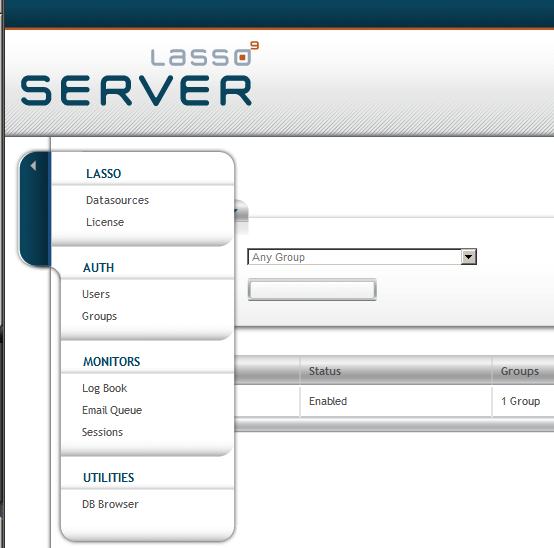 Lasso 9
SERVER
LASSO
Datasources
License
AUTH
Any Group
Users
Groups
MONITORS
Status
Groups
Log Book
Enabled
1 Group
Email Queue
Sessions
UTILITIES
DB Browser